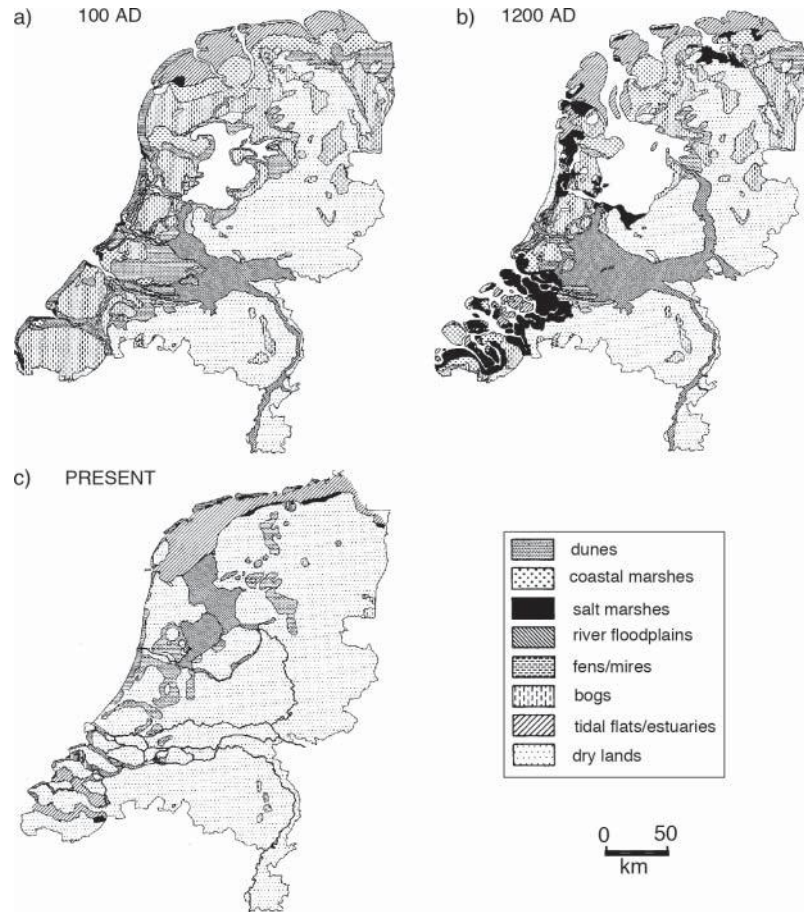 a) 100 AD
b) 1200 AD
c) PRESENT
dunes
coastal marshes
salt marshes
river floodplains
fens/mires
bogs
tidal flats/estuaries
dry lands
0 50
km